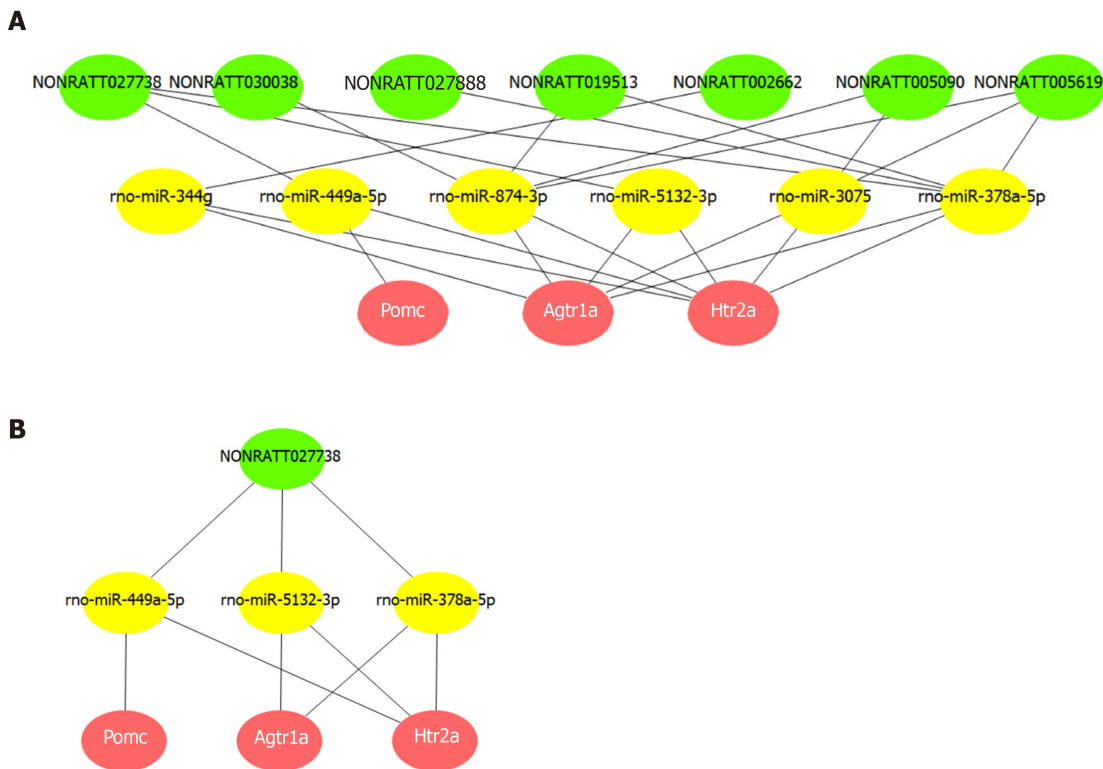 A
NONRATT027738 NONRATT030038 NONRATT027888 NONRATT019513 NONRATT002662 NONRATT005090 NONRATT005619
rno-miR-344g rno-miR-449a-5p rno-miR-874-3p rno-miR-5132-3p rno-miR-3075 rno-miR-378a-5p
Pomc Agtr1a Htr2a
B
NONRATT027738
rno-miR-449a-5p rno-miR-5132-3p rno-miR-378a-5p
Pomc Agtr1a Htr2a